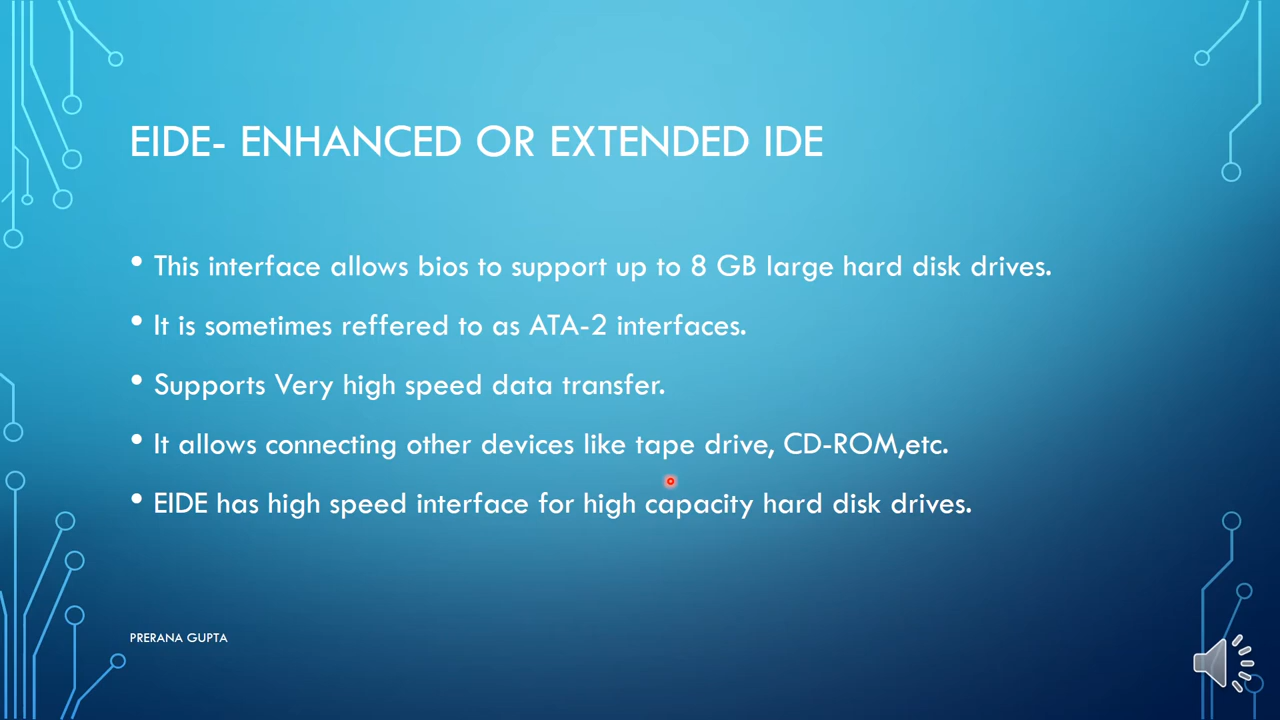 EIDE- ENHANCED OR EXTENDED IDE
• This interface allows bios to support up to 8 GB large hard disk drives.
• It is sometimes reffered to as ATA-2 interfaces.
• Supports Very high speed data transfer.
• It allows connecting other devices like tape drive, CD-ROM,etc.
• EIDE has high speed interface for high capacity hard disk drives.
PRERANA GUPTA